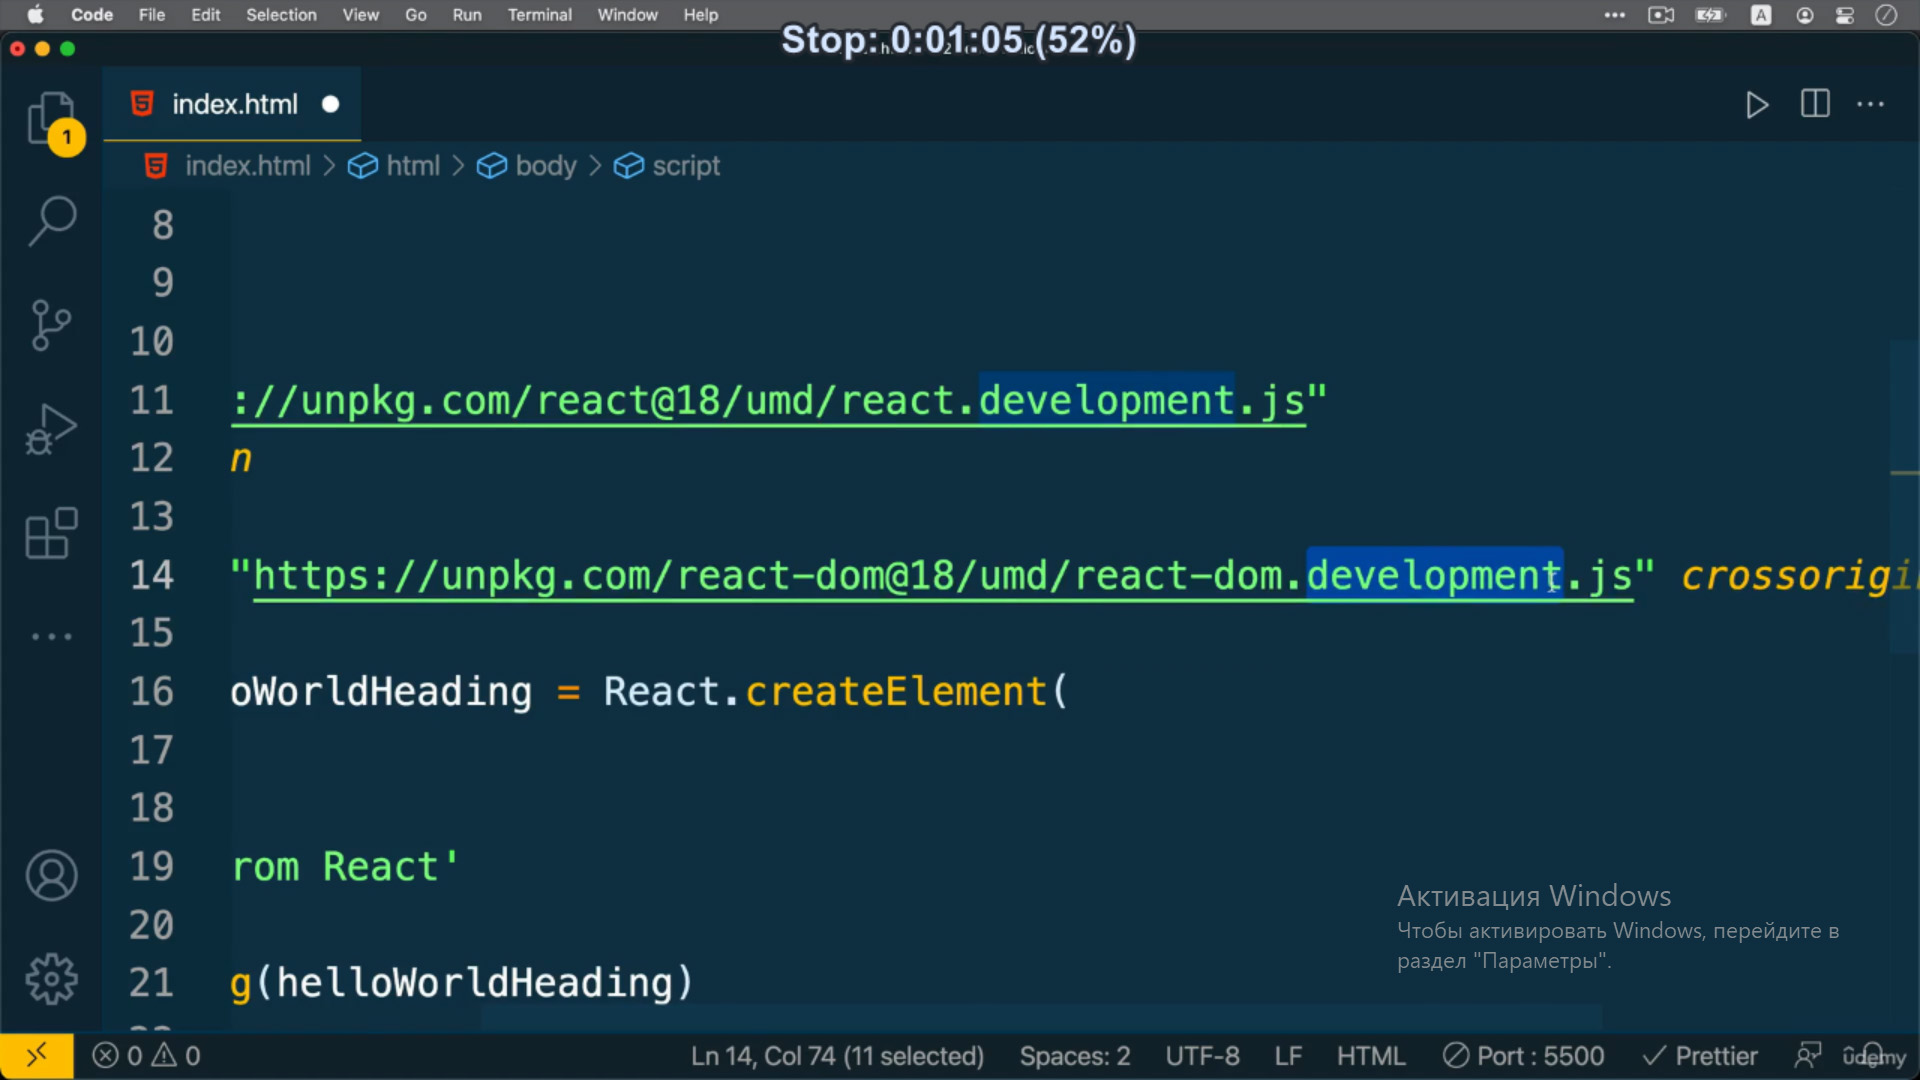 Code File Edit Selection View Go Run Terminal Window Help
A
Stop: 0:01:05 (52%)
index.html
1
index.html > html > body > script
8
9
10
11 ://unpkg.com/react@18/umd/react.development.js"
12 n
13
14 "https://unpkg.com/react-dom@18/umd/react-dom.development.js" crossorigi
15
16 oWorldHeading = React.createElement(
17
18
19 rom React'
20
21 g(helloWorldHeading)
Активация Windows
Чтобы активировать Windows, перейдите в
раздел "Параметры".
0 0 Ln 14, Col 74 (11 selected) Spaces: 2 UTF-8 LF HTML Port : 5500 Prettier
udemy